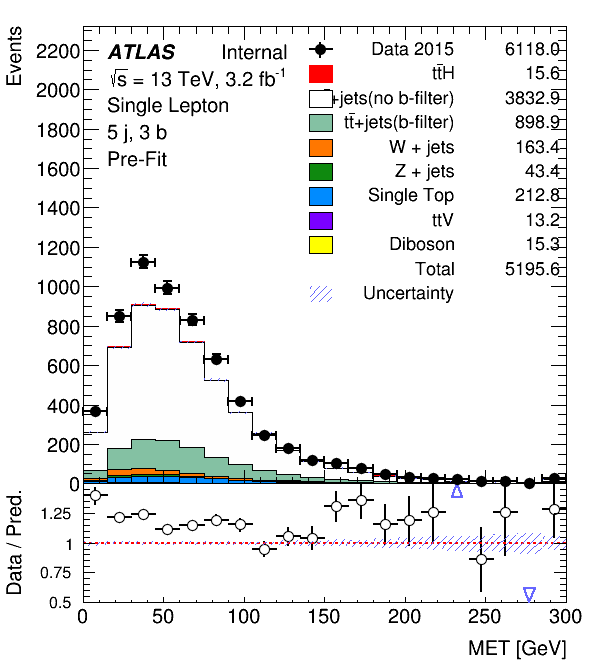 Events
2200
2000
1800
1600
1400
1200
1000
800
600
400
200
0
ATLAS Internal
√s = 13 TeV, 3.2 fb⁻¹
Single Lepton
5 j, 3 b
Pre-Fit
Data 2015 6118.0
tt̄H 15.6
+jets(no b-filter) 3832.9
tt̄+jets(b-filter) 898.9
W + jets 163.4
Z + jets 43.4
Single Top 212.8
ttV 13.2
Diboson 15.3
Total 5195.6
Uncertainty
Data / Pred.
1.25
1
0.75
0.5
0 50 100 150 200 250 300
MET [GeV]